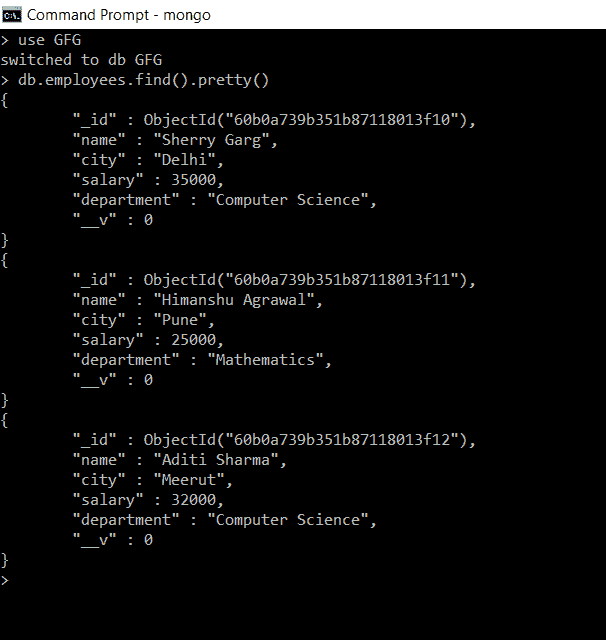 Command Prompt - mongo
> use GFG
switched to db GFG
> db.employees.find().pretty()
{
        "_id" : ObjectId("60b0a739b351b87118013f10"),
        "name" : "Sherry Garg",
        "city" : "Delhi",
        "salary" : 35000,
        "department" : "Computer Science",
        "__v" : 0
}
{
        "_id" : ObjectId("60b0a739b351b87118013f11"),
        "name" : "Himanshu Agrawal",
        "city" : "Pune",
        "salary" : 25000,
        "department" : "Mathematics",
        "__v" : 0
}
{
        "_id" : ObjectId("60b0a739b351b87118013f12"),
        "name" : "Aditi Sharma",
        "city" : "Meerut",
        "salary" : 32000,
        "department" : "Computer Science",
        "__v" : 0
}
>